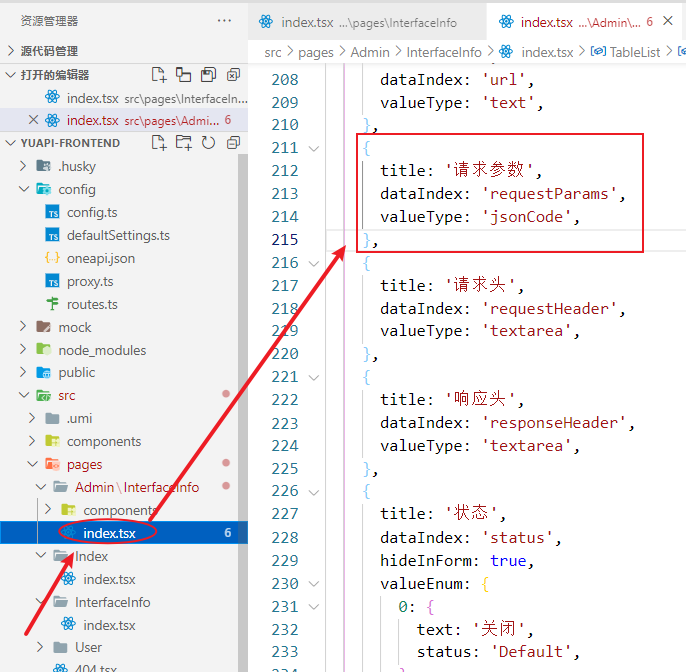 资源管理器
源代码管理
打开的编辑器
index.tsx src\pages\InterfaceIn...
index.tsx src\pages\Admi... 6
YUAPI-FRONTEND
.husky
config
TS config.ts
TS defaultSettings.ts
{..} oneapi.json
TS proxy.ts
routes.ts
mock
node_modules
public
src
.umi
components
pages
Admin\InterfaceInfo
components
index.tsx 6
Index
index.tsx
InterfaceInfo
index.tsx
User
404.tsx
index.tsx ...\pages\InterfaceInfo
index.tsx ...\Admin\... 6
src > pages > Admin > InterfaceInfo > index.tsx > TableList >
208 dataIndex: 'url',
209 valueType: 'text',
210 },
211 {
212 title: '请求参数',
213 dataIndex: 'requestParams',
214 valueType: 'jsonCode',
215 },
216 {
217 title: '请求头',
218 dataIndex: 'requestHeader',
219 valueType: 'textarea',
220 },
221 {
222 title: '响应头',
223 dataIndex: 'responseHeader',
224 valueType: 'textarea',
225 },
226 {
227 title: '状态',
228 dataIndex: 'status',
229 hideInForm: true,
230 valueEnum: {
231 0: {
232 text: '关闭',
233 status: 'Default',